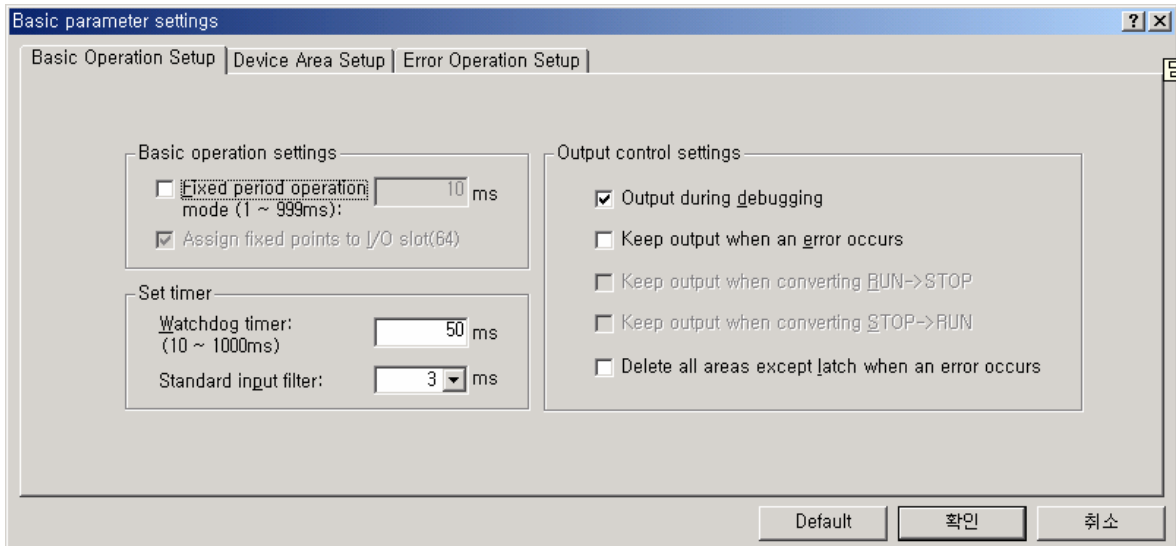 Basic parameter settings
Basic Operation Setup
Device Area Setup
Error Operation Setup
Basic operation settings
Fixed period operation 10 ms
mode (1 ~ 999ms):
Assign fixed points to I/O slot(64)
Set timer
Watchdog timer: 50 ms
(10 ~ 1000ms)
Standard input filter: 3 ms
Output control settings
Output during debugging
Keep output when an error occurs
Keep output when converting RUN->STOP
Keep output when converting STOP->RUN
Delete all areas except latch when an error occurs
Default
확인
취소